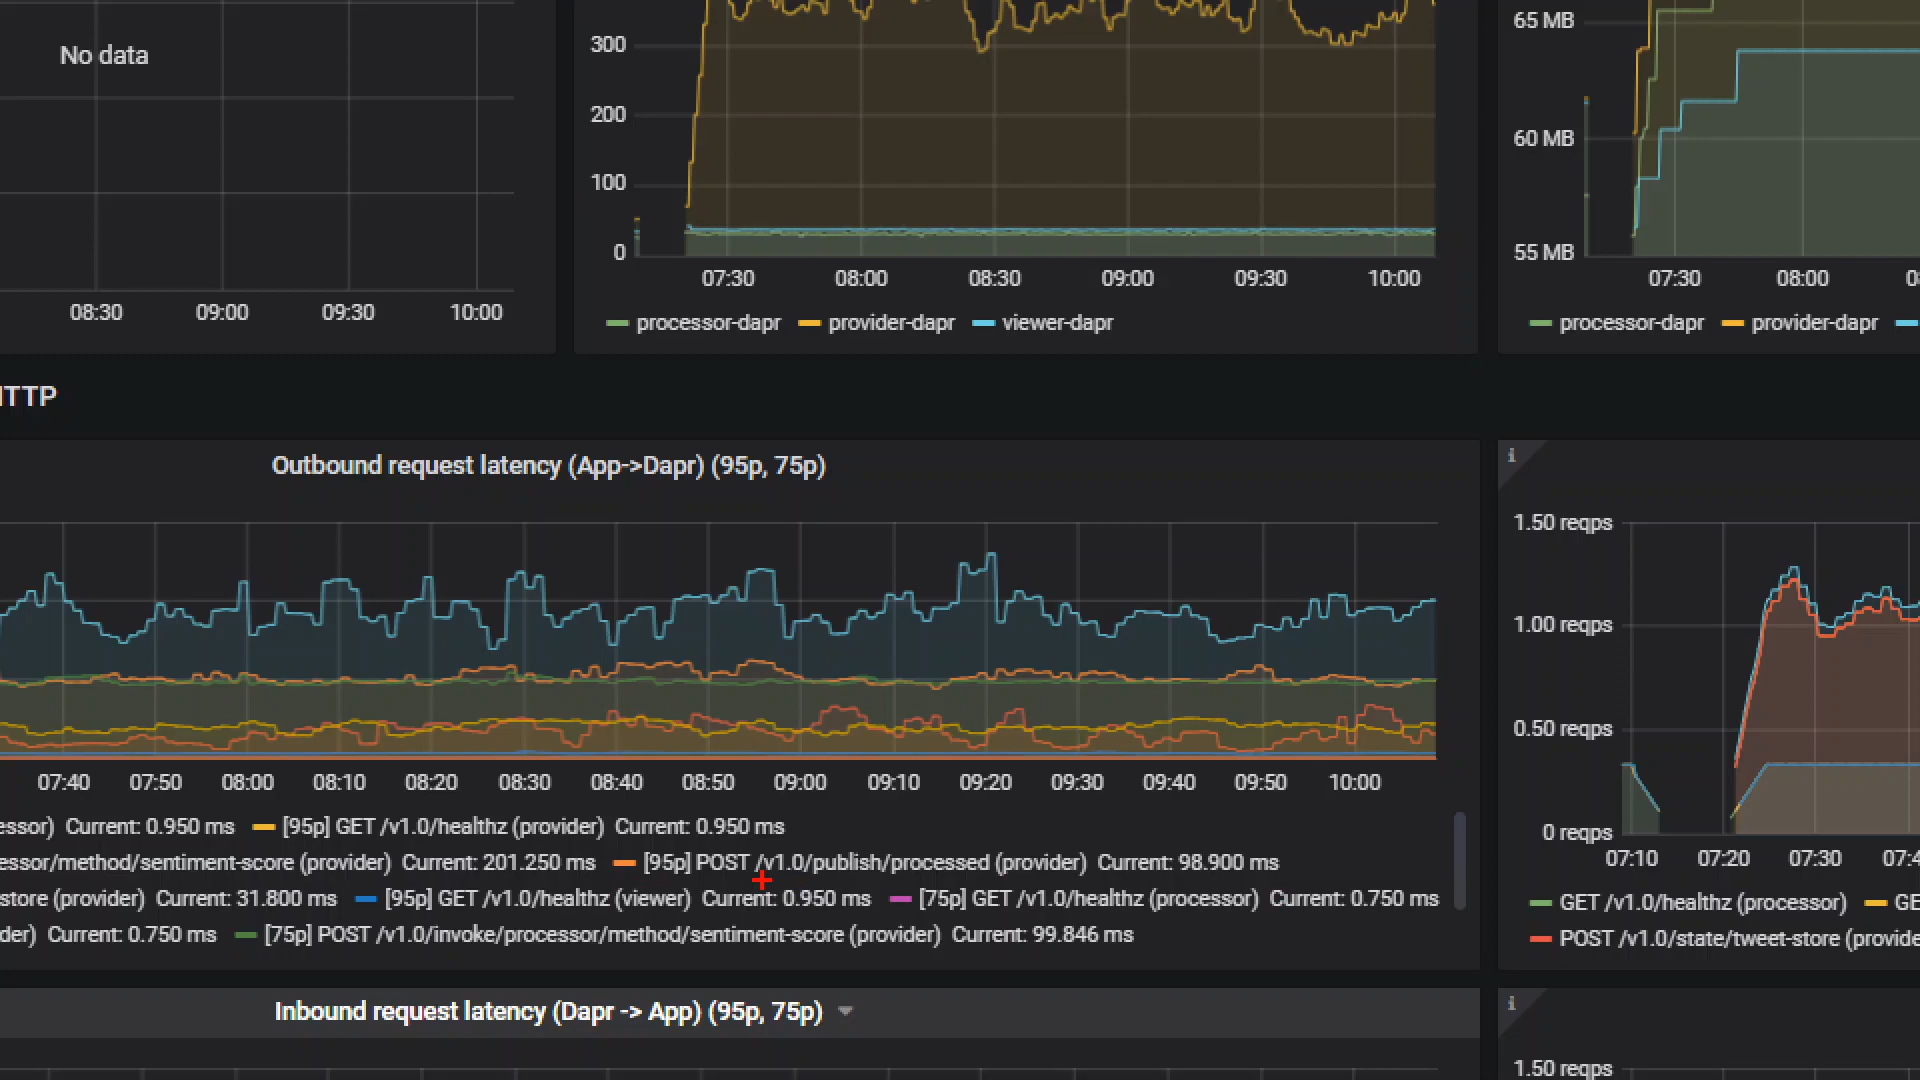 No data
08:30 09:00 09:30 10:00
300
200
100
0
07:30 08:00 08:30 09:00 09:30 10:00
processor-dapr provider-dapr viewer-dapr
65 MB
60 MB
55 MB
07:30 08:00
processor-dapr provider-dapr
HTTP
Outbound request latency (App->Dapr) (95p, 75p)
07:40 07:50 08:00 08:10 08:20 08:30 08:40 08:50 09:00 09:10 09:20 09:30 09:40 09:50 10:00
essor) Current: 0.950 ms [95p] GET /v1.0/healthz (provider) Current: 0.950 ms
essor/method/sentiment-score (provider) Current: 201.250 ms [95p] POST /v1.0/publish/processed (provider) Current: 98.900 ms
store (provider) Current: 31.800 ms [95p] GET /v1.0/healthz (viewer) Current: 0.950 ms [75p] GET /v1.0/healthz (processor) Current: 0.750 ms
der) Current: 0.750 ms [75p] POST /v1.0/invoke/processor/method/sentiment-score (provider) Current: 99.846 ms
i
1.50 reqps
1.00 reqps
0.50 reqps
0 reqps
07:10 07:20 07:30 07:4
GET /v1.0/healthz (processor) GE
POST /v1.0/state/tweet-store (provide
Inbound request latency (Dapr -> App) (95p, 75p)
i
1.50 reqps